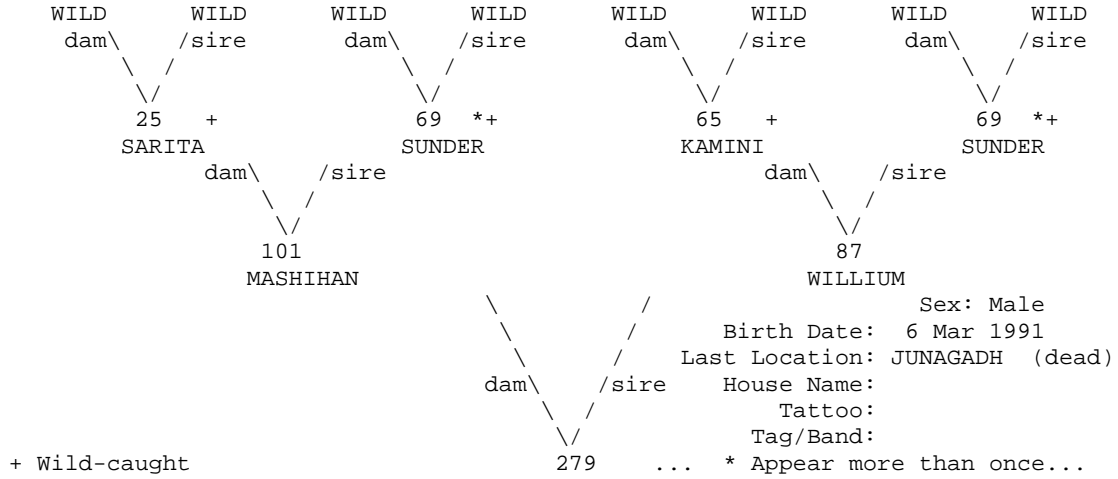 WILD WILD WILD WILD WILD WILD WILD WILD
dam\ /sire dam\ /sire dam\ /sire dam\ /sire
\ / \ / \ / \ /
\/ \/ \/ \/
25 + 69 *+ 65 + 69 *+
SARITA SUNDER KAMINI SUNDER
dam\ /sire dam\ /sire
\ / \ /
\/ \/
101 87
MASHIHAN WILLIUM
\ / Sex: Male
\ / Birth Date: 6 Mar 1991
\ / Last Location: JUNAGADH (dead)
dam\ /sire House Name:
\ / Tattoo:
\/ Tag/Band:
+ Wild-caught 279 ... * Appear more than once...